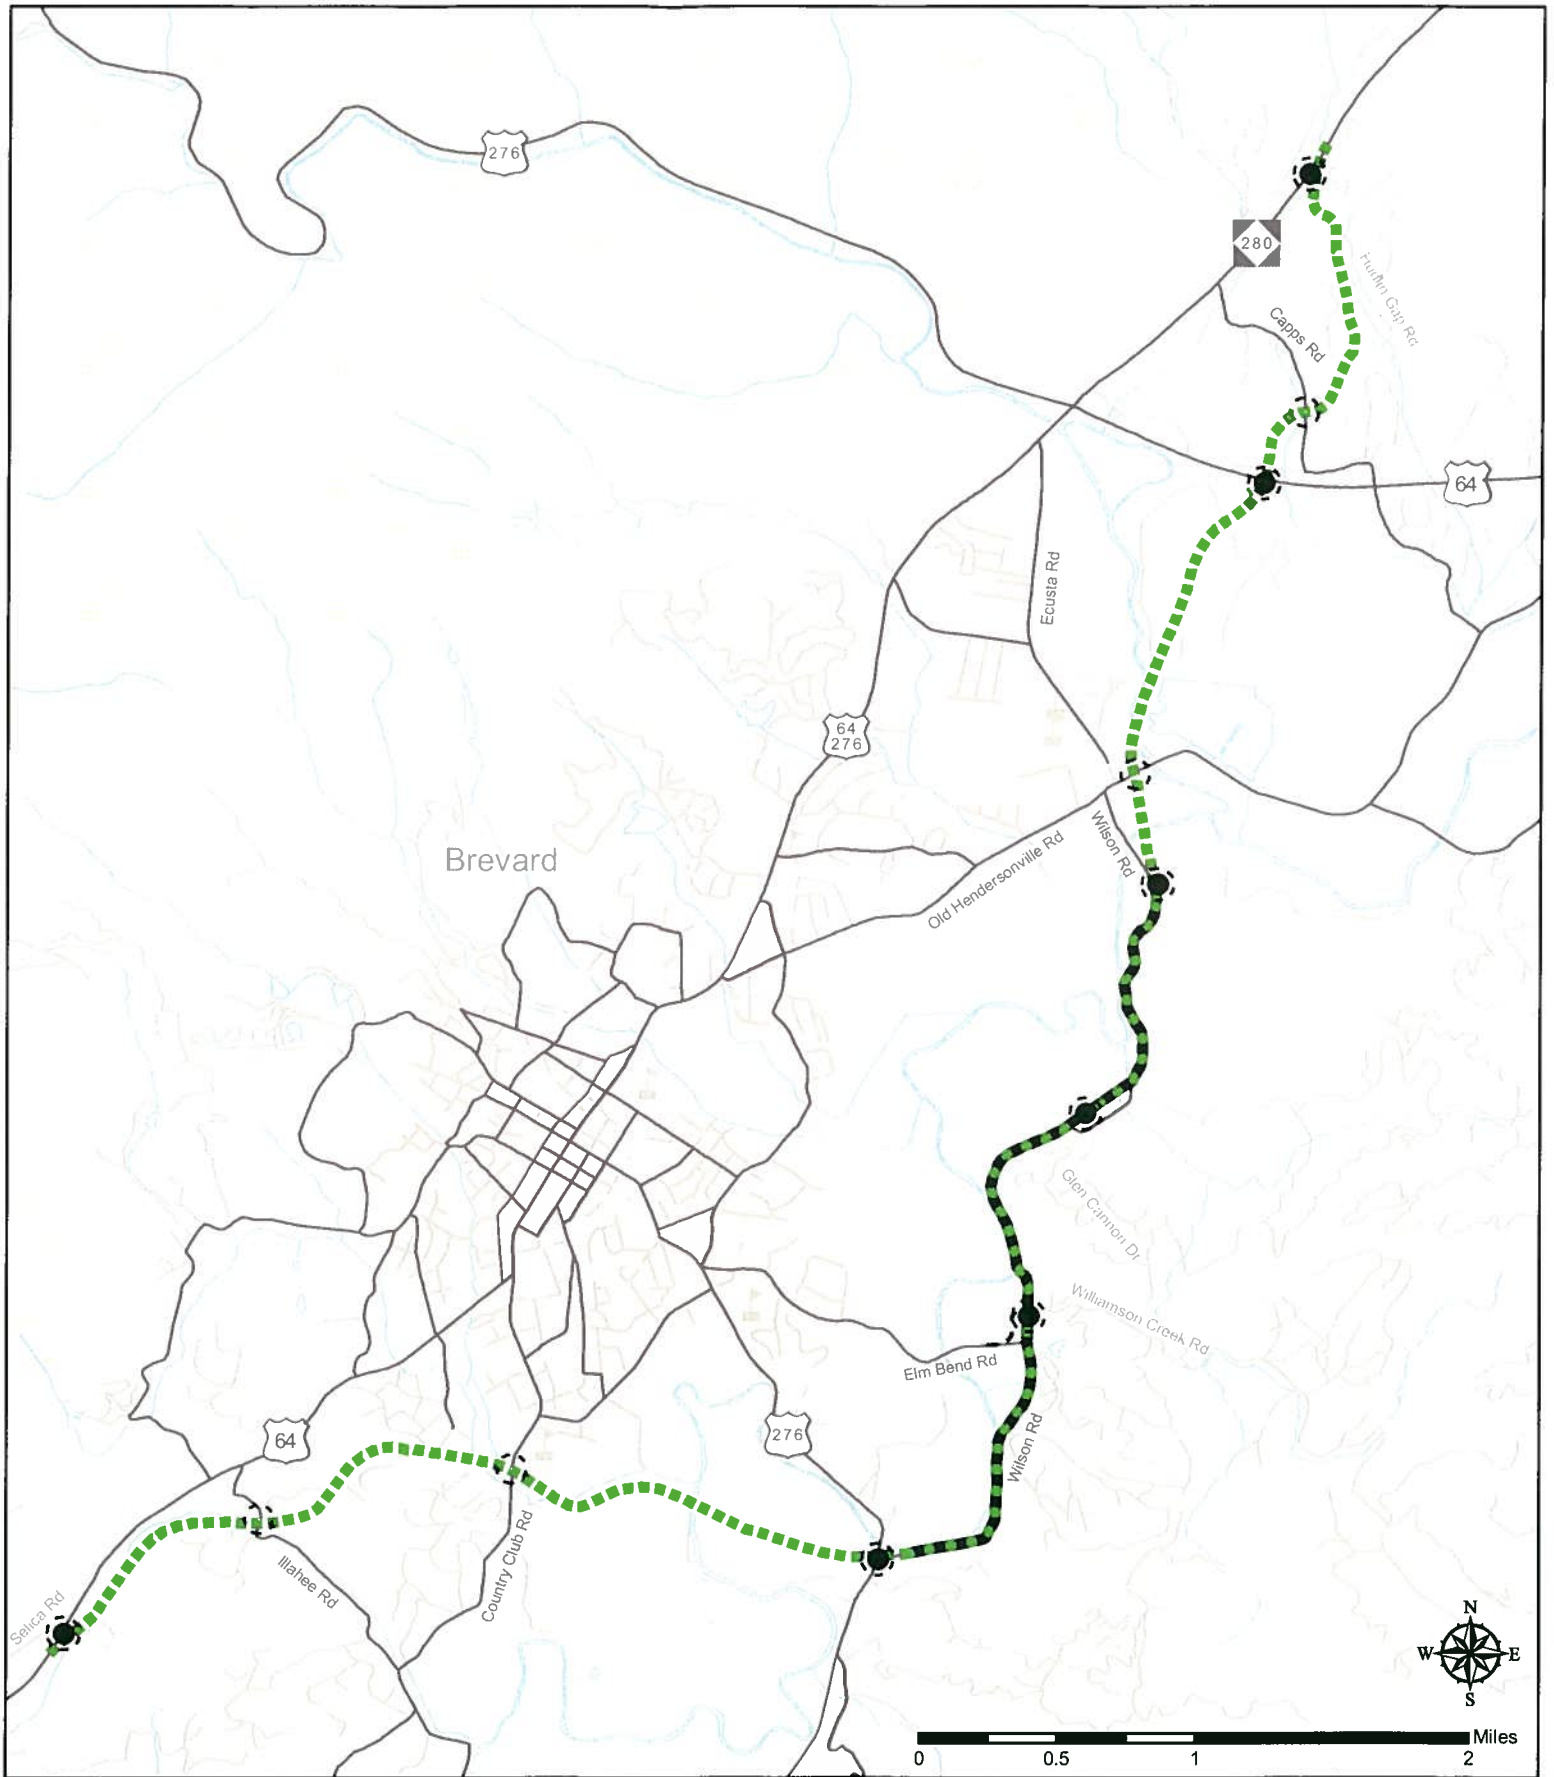 276
280
Gap Rd
Capps Rd
64
Ecusta Rd
64
276
Wilson Rd
Old Hendersonville Rd
Brevard
Glen Cannon Dr
Williamson Creek Rd
Elm Bend Rd
Wilson Rd
276
64
Country Club Rd
Illahee Rd
Selica Rd
N
W E
S
Miles
0 0.5 1 2